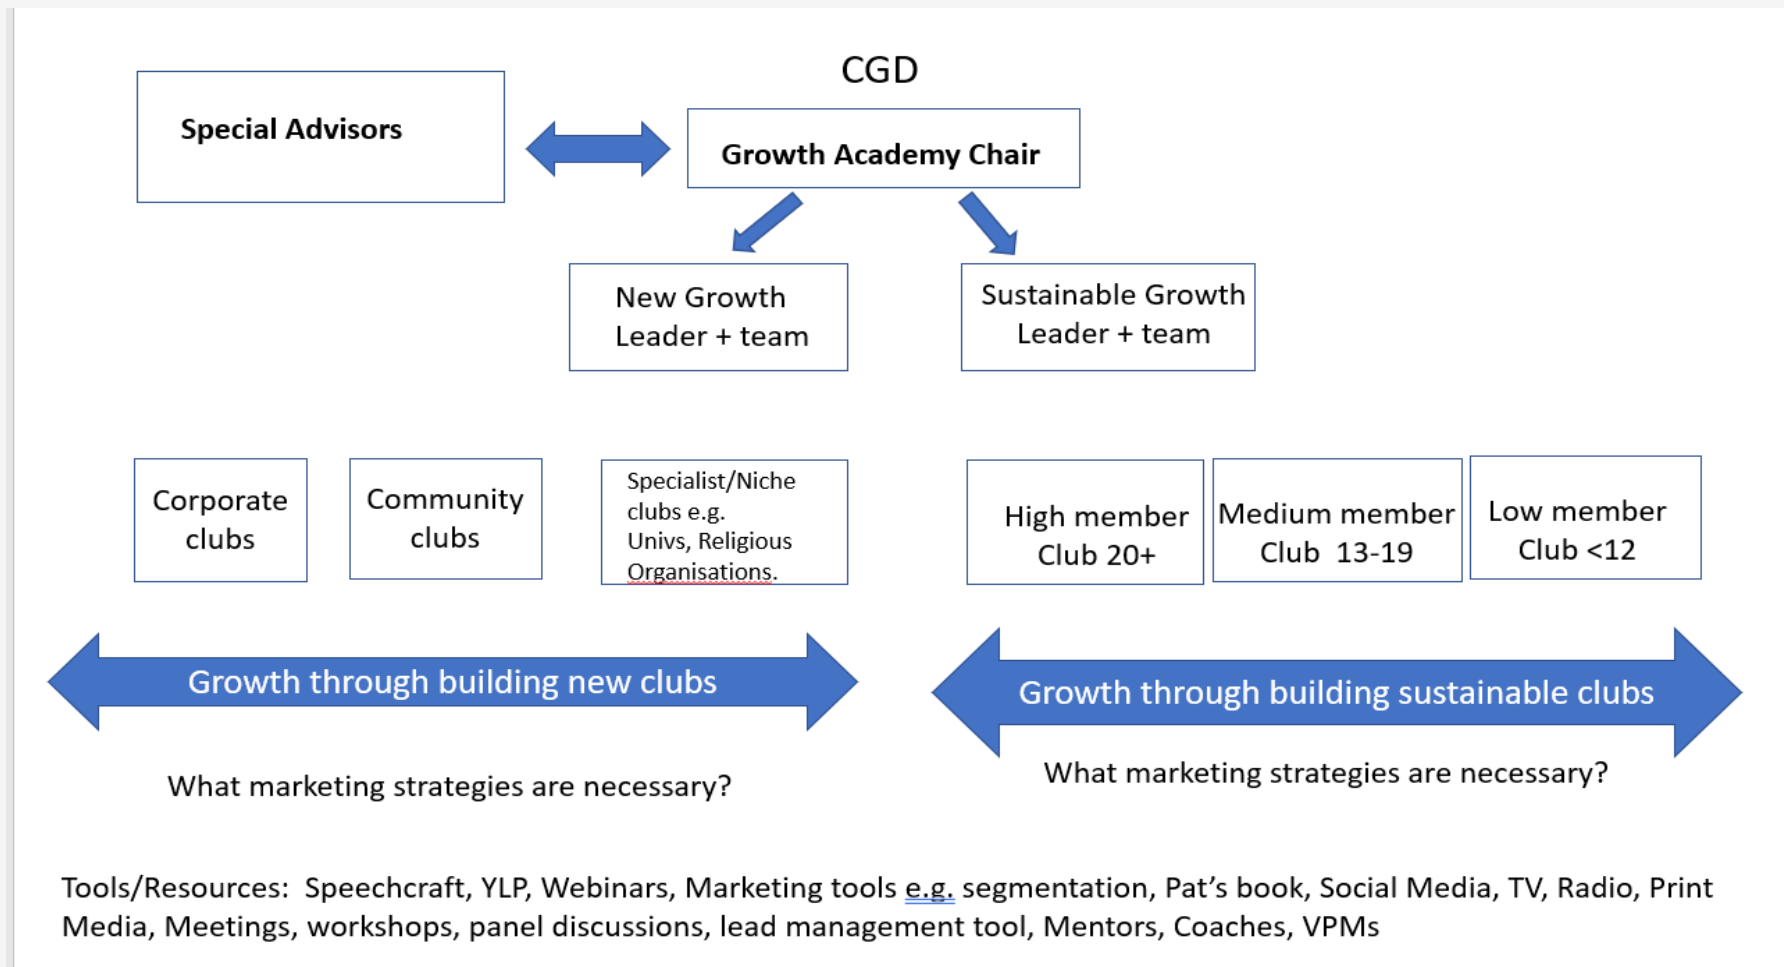 CGD
Special Advisors
Growth Academy Chair
New Growth
Leader + team
Sustainable Growth
Leader + team
Corporate
clubs
Community
clubs
Specialist/Niche
clubs e.g.
Univs, Religious
Organisations.
High member
Club 20+
Medium member
Club  13-19
Low member
Club <12
Growth through building new clubs
Growth through building sustainable clubs
What marketing strategies are necessary?
What marketing strategies are necessary?
Tools/Resources:  Speechcraft, YLP, Webinars, Marketing tools e.g. segmentation, Pat’s book, Social Media, TV, Radio, Print
Media, Meetings, workshops, panel discussions, lead management tool, Mentors, Coaches, VPMs